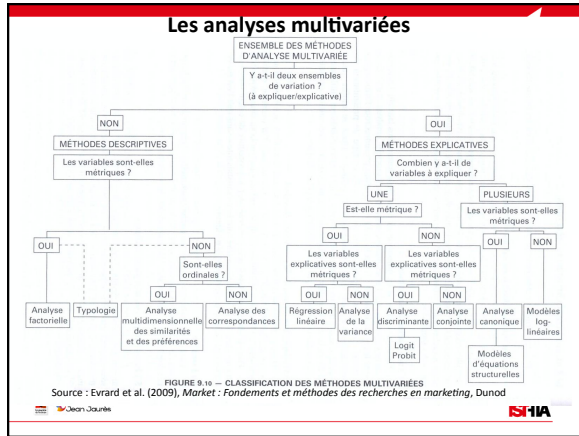 Les analyses multivariées
ENSEMBLE DES MÉTHODES
D'ANALYSE MULTIVARIÉE
Y a-t-il deux ensembles
de variation ?
(à expliquer/explicative)
NON
OUI
MÉTHODES DESCRIPTIVES
MÉTHODES EXPLICATIVES
Les variables sont-elles
métriques ?
Combien y a-t-il de
variables à expliquer ?
UNE
PLUSIEURS
Est-elle métrique ?
Les variables sont-elles
métriques ?
OUI
NON
OUI
NON
OUI
NON
Sont-elles
ordinales ?
Les variables
explicatives sont-elles
métriques ?
Les variables
explicatives sont-elles
métriques ?
OUI
NON
OUI
NON
OUI
NON
Analyse
factorielle
Typologie
Analyse
multidimensionnelle
des similarités
et des préférences
Analyse des
correspondances
Régression
linéaire
Analyse
de la
variance
Analyse
discriminante
Analyse
conjointe
Analyse
canonique
Modèles
log-
linéaires
Logit
Probit
Modèles
d'équations
structurelles
FIGURE 9.10 — CLASSIFICATION DES MÉTHODES MULTIVARIÉES
Source : Evrard et al. (2009), Market : Fondements et méthodes des recherches en marketing, Dunod
Jean Jaurès